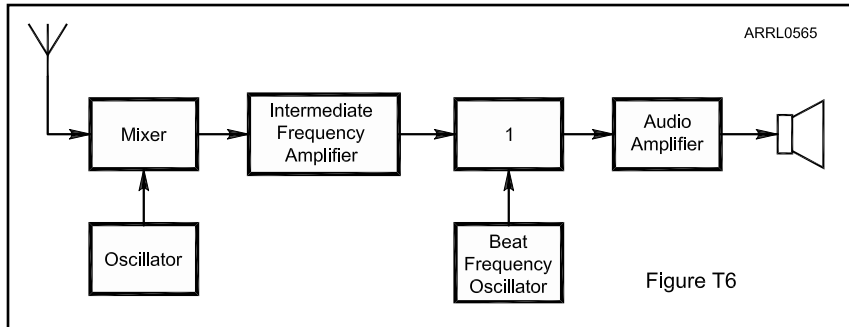 ARRL0565
Mixer
Intermediate
Frequency
Amplifier
1
Audio
Amplifier
Oscillator
Beat
Frequency
Oscillator
Figure T6